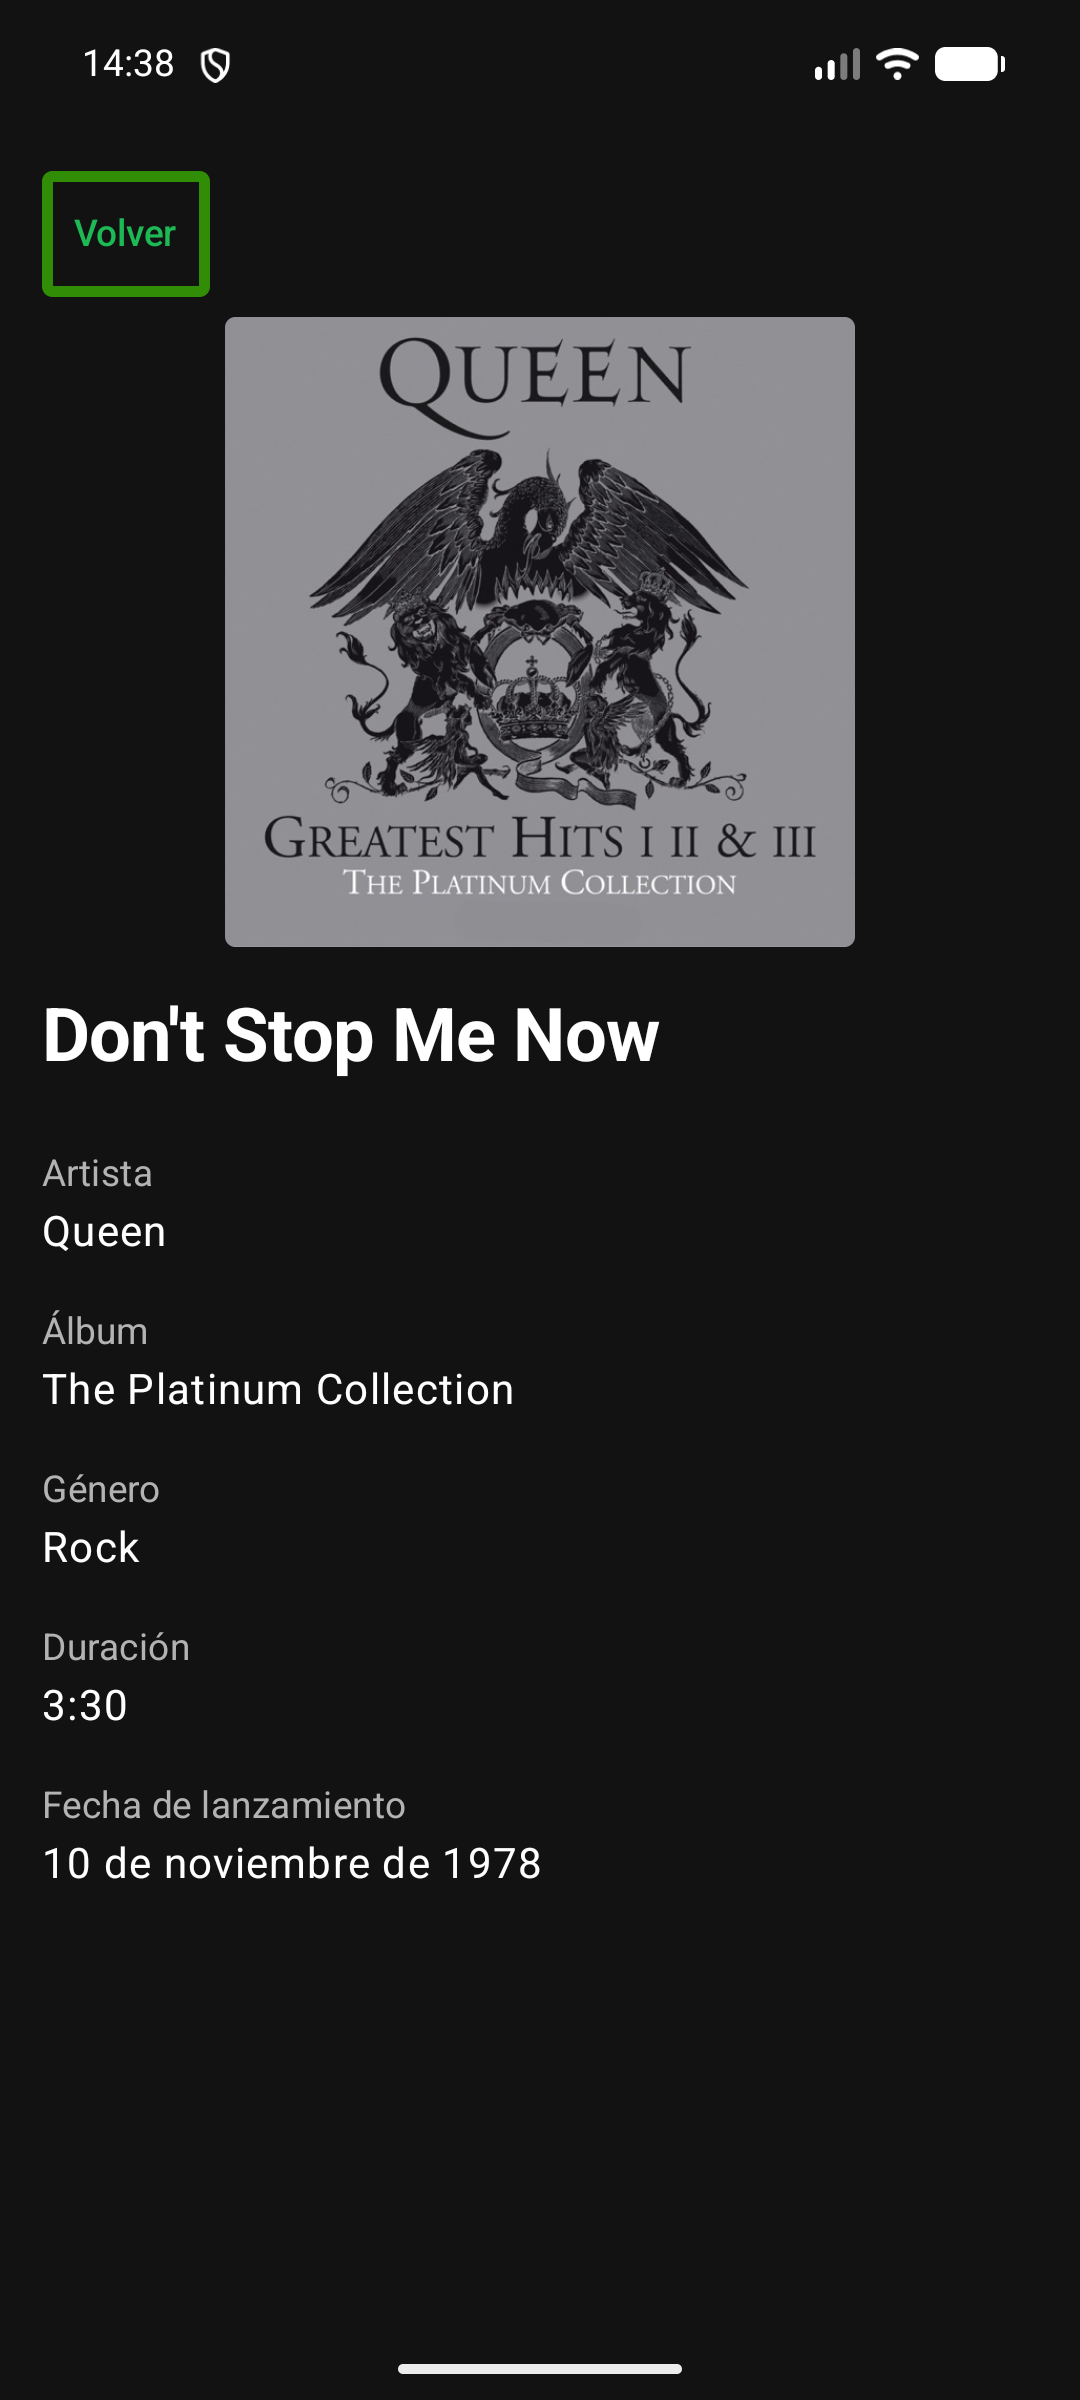 14:38
Volver
QUEEN
GREATEST HITS I II & III
THE PLATINUM COLLECTION
Don't Stop Me Now
Artista
Queen
Álbum
The Platinum Collection
Género
Rock
Duración
3:30
Fecha de lanzamiento
10 de noviembre de 1978